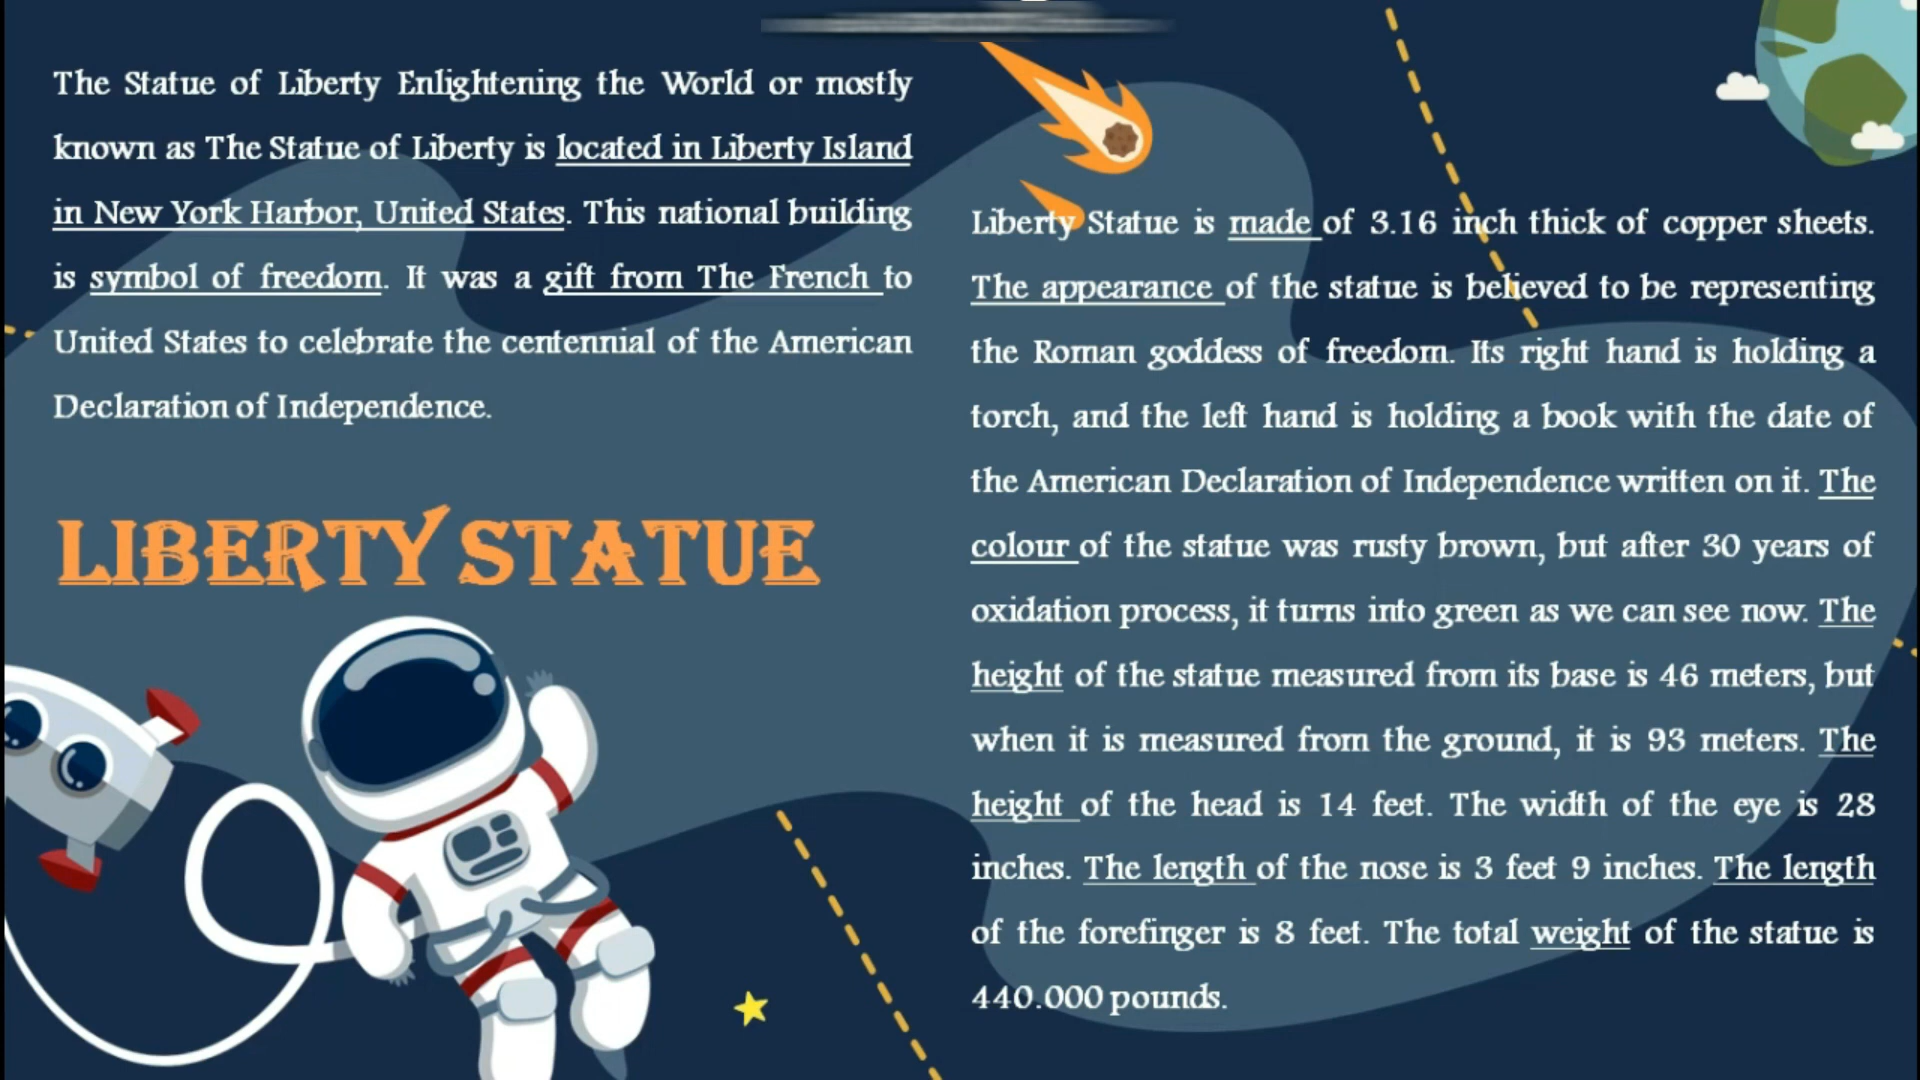 The Statue of Liberty Enlightening the World or mostly
known as The Statue of Liberty is located in Liberty Island
in New York Harbor, United States. This national building
is symbol of freedom. It was a gift from The French to
United States to celebrate the centennial of the American
Declaration of Independence.
LIBERTY STATUE
Liberty Statue is made of 3.16 inch thick of copper sheets.
The appearance of the statue is believed to be representing
the Roman goddess of freedom. Its right hand is holding a
torch, and the left hand is holding a book with the date of
the American Declaration of Independence written on it. The
colour of the statue was rusty brown, but after 30 years of
oxidation process, it turns into green as we can see now. The
height of the statue measured from its base is 46 meters, but
when it is measured from the ground, it is 93 meters. The
height of the head is 14 feet. The width of the eye is 28
inches. The length of the nose is 3 feet 9 inches. The length
of the forefinger is 8 feet. The total weight of the statue is
440.000 pounds.